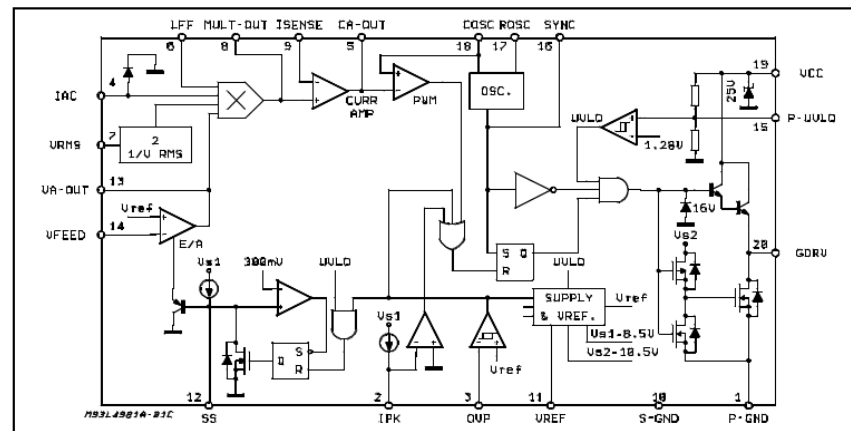 LFF MULT-OUT ISENSE CA-OUT COSC ROSC SYNC
6 8 9 5 18 17 16
4
IAC
19
VCC
25V
CURR
AMP
PWM
OSC.
UVLO
15
P-UVLO
1.28V
7
VRMS
2
1/V RMS
13
VA-OUT
Vref
14
VFEED
E/A
16V
S Q
R
Vs2
20
GDRV
Vs1
300mV
UVLO
UVLO
Vs1
SUPPLY
& VREF.
Vref
Vs1-8.5V
Vs2-10.5V
Q S
R
Vref
12 2 3 11 10 1
M93L4981A-01C
SS IPK OVP VREF S-GND P-GND